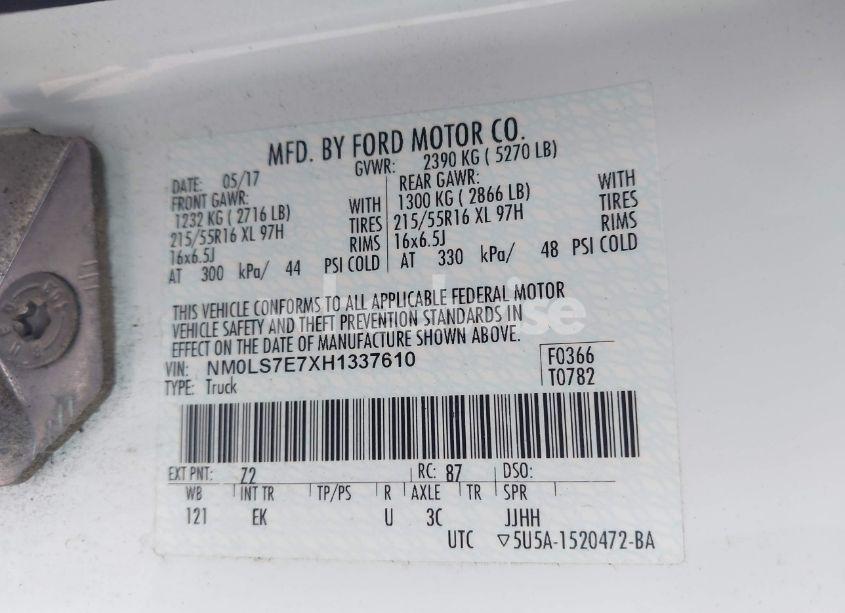 MFD. BY FORD MOTOR CO.
DATE: 05/17 GVWR: 2390 KG ( 5270 LB)
FRONT GAWR: WITH
1232 KG ( 2716 LB) TIRES
215/55R16 XL 97H RIMS
16x6.5J
AT 300 kPa/ 44 PSI COLD
REAR GAWR: WITH
1300 KG ( 2866 LB) TIRES
215/55R16 XL 97H RIMS
16x6.5J
AT 330 kPa/ 48 PSI COLD
THIS VEHICLE CONFORMS TO ALL APPLICABLE FEDERAL MOTOR
VEHICLE SAFETY AND THEFT PREVENTION STANDARDS IN
EFFECT ON THE DATE OF MANUFACTURE SHOWN ABOVE.
VIN: NM0LS7E7XH1337610 F0366
TYPE: Truck T0782
EXT PNT: Z2 RC: 87 DSO:
WB INT TR TP/PS R AXLE TR SPR
121 EK U 3C JJHH
UTC ▽5U5A-1520472-BA